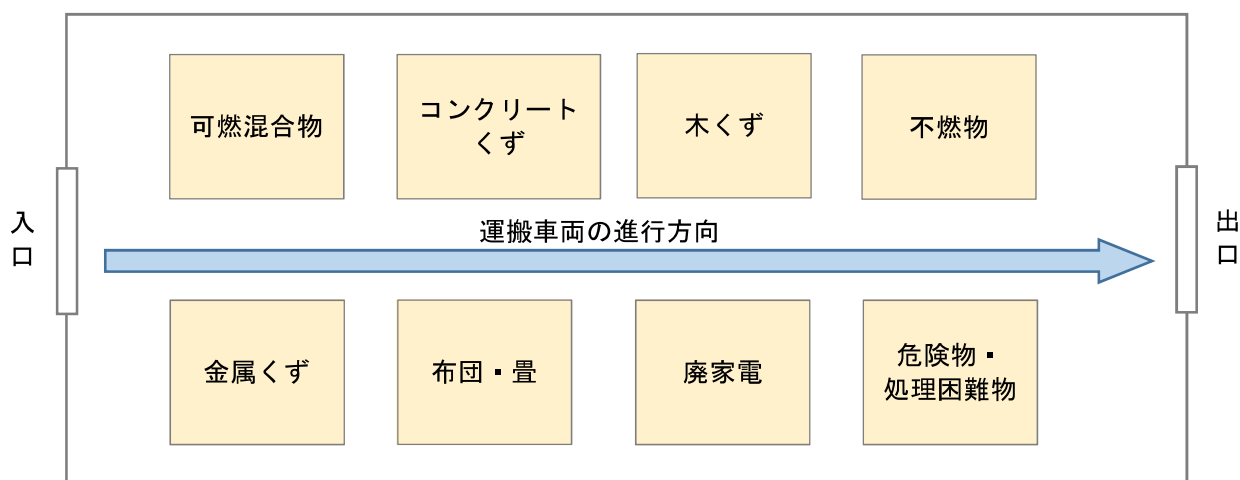 可燃混合物
コンクリート
くず
木くず
不燃物
入
口
運搬車両の進行方向
出
口
金属くず
布団・畳
廃家電
危険物・
処理困難物